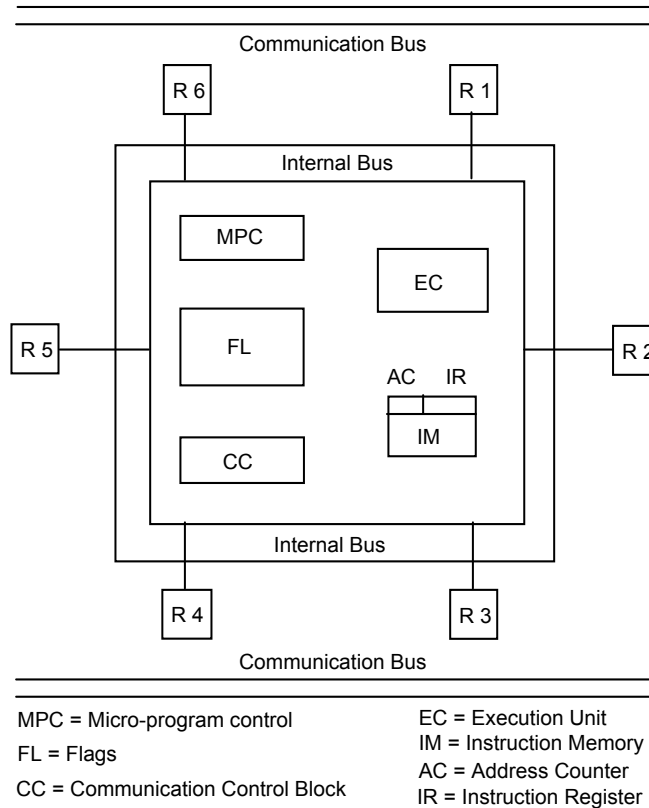 Communication Bus
R 6
R 1
Internal Bus
MPC
EC
R 5
FL
R 2
AC IR
IM
CC
Internal Bus
R 4
R 3
Communication Bus
MPC = Micro-program control
FL = Flags
CC = Communication Control Block
EC = Execution Unit
IM = Instruction Memory
AC = Address Counter
IR = Instruction Register